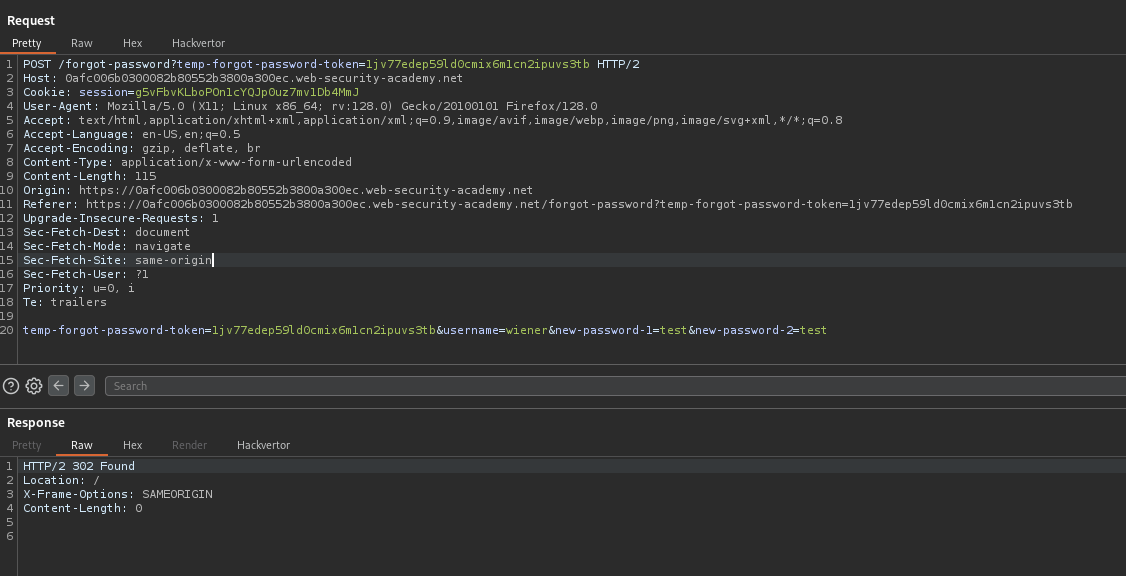 Request
Pretty Raw Hex Hackvertor
1 POST /forgot-password?temp-forgot-password-token=1jv77edep59ld0cmix6m1cn2ipuvs3tb HTTP/2
2 Host: 0afc006b0300082b80552b3800a300ec.web-security-academy.net
3 Cookie: session=g5vFbvKLboPOn1cYQJp0uz7mv1Db4MmJ
4 User-Agent: Mozilla/5.0 (X11; Linux x86_64; rv:128.0) Gecko/20100101 Firefox/128.0
5 Accept: text/html,application/xhtml+xml,application/xml;q=0.9,image/avif,image/webp,image/png,image/svg+xml,*/*;q=0.8
6 Accept-Language: en-US,en;q=0.5
7 Accept-Encoding: gzip, deflate, br
8 Content-Type: application/x-www-form-urlencoded
9 Content-Length: 115
10 Origin: https://0afc006b0300082b80552b3800a300ec.web-security-academy.net
11 Referer: https://0afc006b0300082b80552b3800a300ec.web-security-academy.net/forgot-password?temp-forgot-password-token=1jv77edep59ld0cmix6m1cn2ipuvs3tb
12 Upgrade-Insecure-Requests: 1
13 Sec-Fetch-Dest: document
14 Sec-Fetch-Mode: navigate
15 Sec-Fetch-Site: same-origin
16 Sec-Fetch-User: ?1
17 Priority: u=0, i
18 Te: trailers
19
20 temp-forgot-password-token=1jv77edep59ld0cmix6m1cn2ipuvs3tb&username=wiener&new-password-1=test&new-password-2=test
Search
Response
Pretty Raw Hex Render Hackvertor
1 HTTP/2 302 Found
2 Location: /
3 X-Frame-Options: SAMEORIGIN
4 Content-Length: 0
5
6